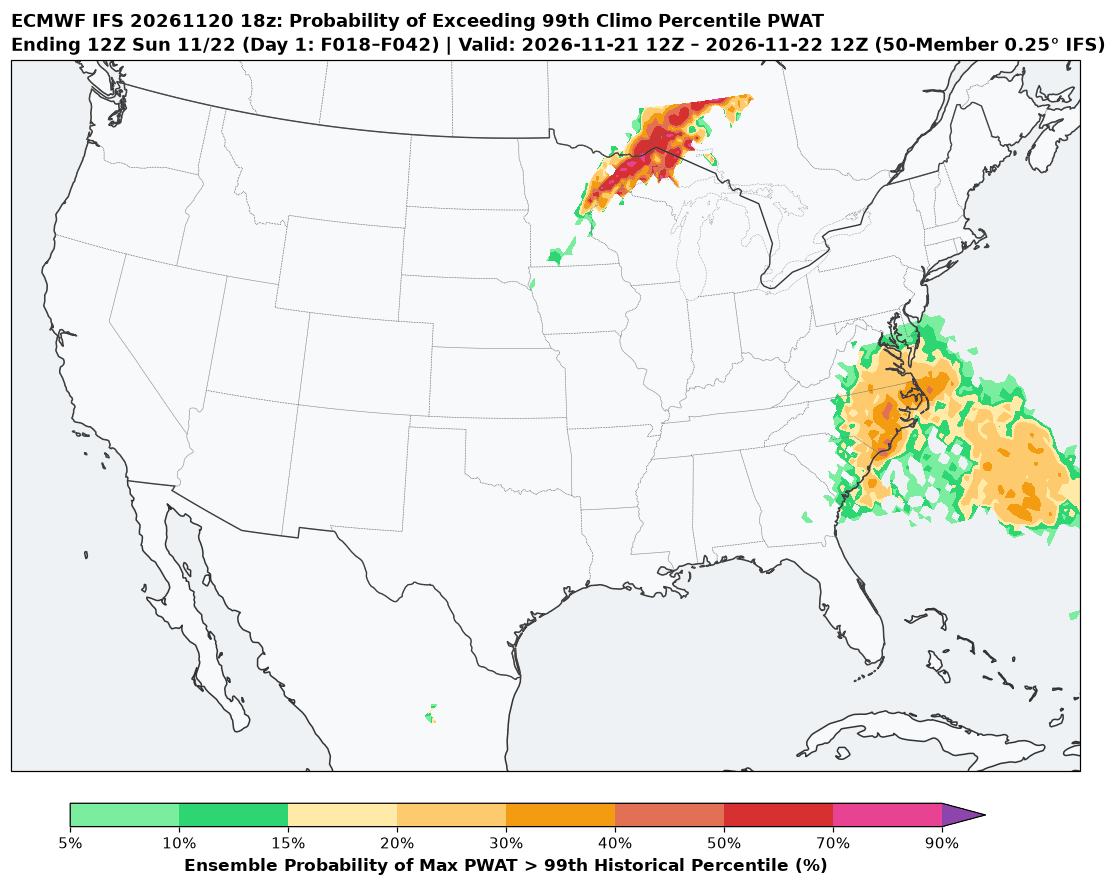 ECMWF IFS 20261120 18z: Probability of Exceeding 99th Climo Percentile PWAT
Ending 12Z Sun 11/22 (Day 1: F018–F042) | Valid: 2026-11-21 12Z – 2026-11-22 12Z (50-Member 0.25° IFS)
5% 10% 15% 20% 30% 40% 50% 70% 90%
Ensemble Probability of Max PWAT > 99th Historical Percentile (%)